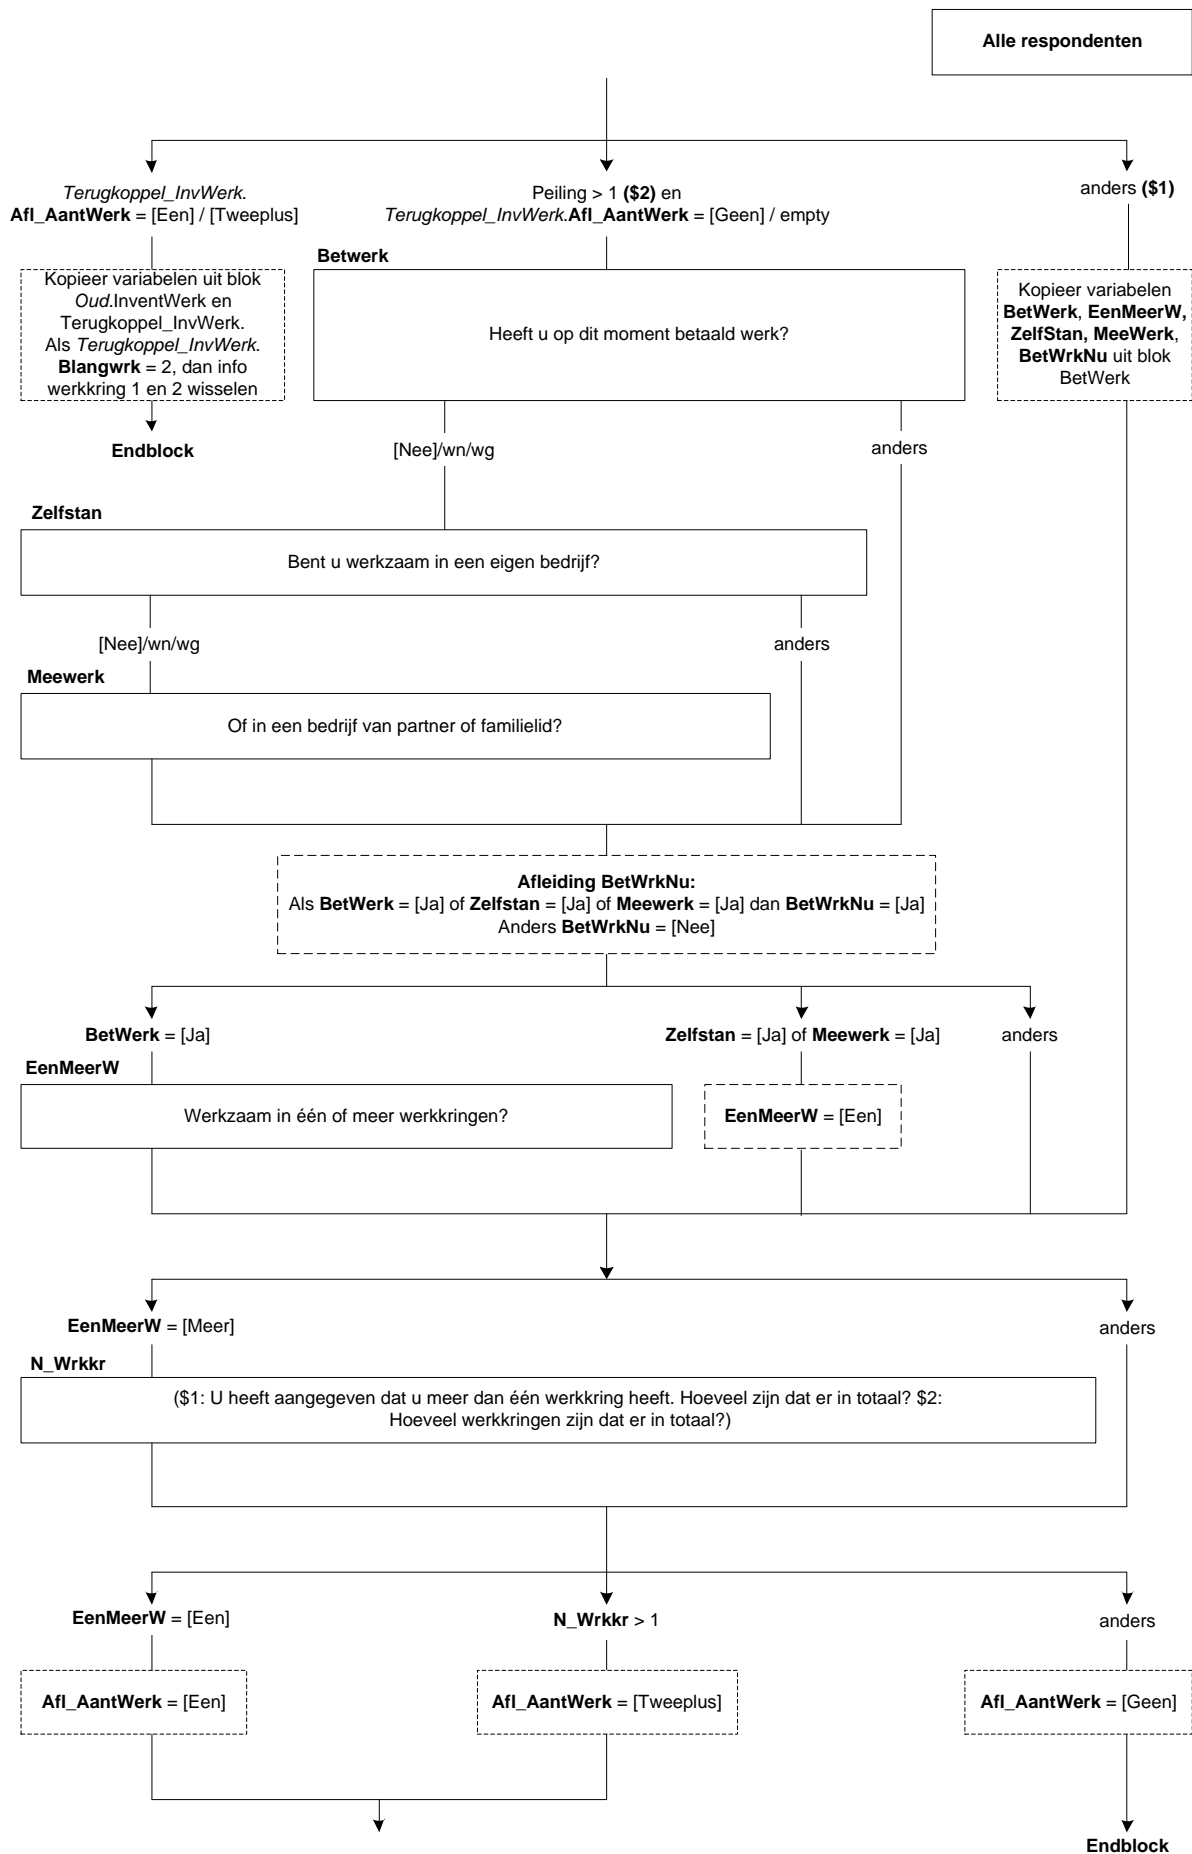 Alle respondenten
Terugkoppel_InvWerk.
Afl_AantWerk = [Een] / [Tweeplus]
Peiling > 1 ($2) en
Terugkoppel_InvWerk.Afl_AantWerk = [Geen] / empty
anders ($1)
Kopieer variabelen uit blok
Oud.InventWerk en
Terugkoppel_InvWerk.
Als Terugkoppel_InvWerk.
Blangwrk = 2, dan info
werkkring 1 en 2 wisselen
Betwerk
Heeft u op dit moment betaald werk?
Kopieer variabelen
BetWerk, EenMeerW,
ZelfStan, MeeWerk,
BetWrkNu uit blok
BetWerk
Endblock
[Nee]/wn/wg
anders
Zelfstan
Bent u werkzaam in een eigen bedrijf?
[Nee]/wn/wg
anders
Meewerk
Of in een bedrijf van partner of familielid?
Afleiding BetWrkNu:
Als BetWerk = [Ja] of Zelfstan = [Ja] of Meewerk = [Ja] dan BetWrkNu = [Ja]
Anders BetWrkNu = [Nee]
BetWerk = [Ja]
Zelfstan = [Ja] of Meewerk = [Ja]
anders
EenMeerW
Werkzaam in één of meer werkkringen?
EenMeerW = [Een]
EenMeerW = [Meer]
anders
N_Wrkkr
($1: U heeft aangegeven dat u meer dan één werkkring heeft. Hoeveel zijn dat er in totaal? $2:
Hoeveel werkkringen zijn dat er in totaal?)
EenMeerW = [Een]
N_Wrkkr > 1
anders
Afl_AantWerk = [Een]
Afl_AantWerk = [Tweeplus]
Afl_AantWerk = [Geen]
Endblock